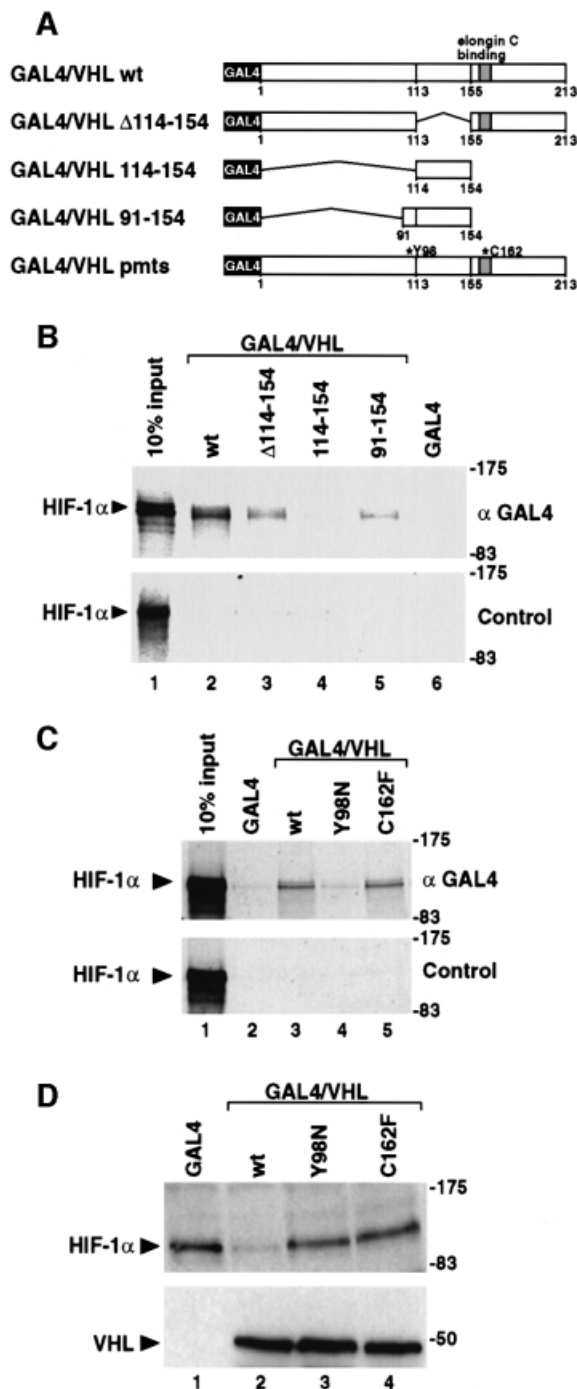 A
elongin C
binding
GAL4/VHL wt GAL4
1 113 155 213
GAL4/VHL Δ114-154 GAL4
1 113 155 213
GAL4/VHL 114-154 GAL4
114 154
GAL4/VHL 91-154 GAL4
91 154
GAL4/VHL pmts GAL4 *Y98 *C162
1 113 155 213
B
GAL4/VHL
10% input wt Δ114-154 114-154 91-154 GAL4
-175
HIF-1α α GAL4
-83
-175
HIF-1α Control
-83
1 2 3 4 5 6
C
GAL4/VHL
10% input GAL4 wt Y98N C162F
-175
HIF-1α α GAL4
-83
-175
HIF-1α Control
-83
1 2 3 4 5
D
GAL4/VHL
GAL4 wt Y98N C162F
-175
HIF-1α
-83
VHL -50
1 2 3 4